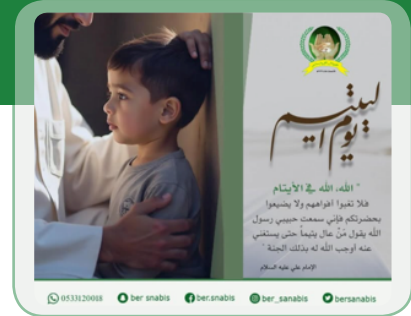 يوم اليتيم
" الله، الله في الأيتام
فلا تغبوا أفواههم ولا يضيعوا
بحضرتكم فإني سمعت حبيبي رسول
الله يقول مَنْ عال يتيماً حتى يستغني
عنه أوجب الله له بذلك الجنة "
الإمام علي عليه السلام
0533120018 ber snabis ber.snabis ber_sanabis bersanabis